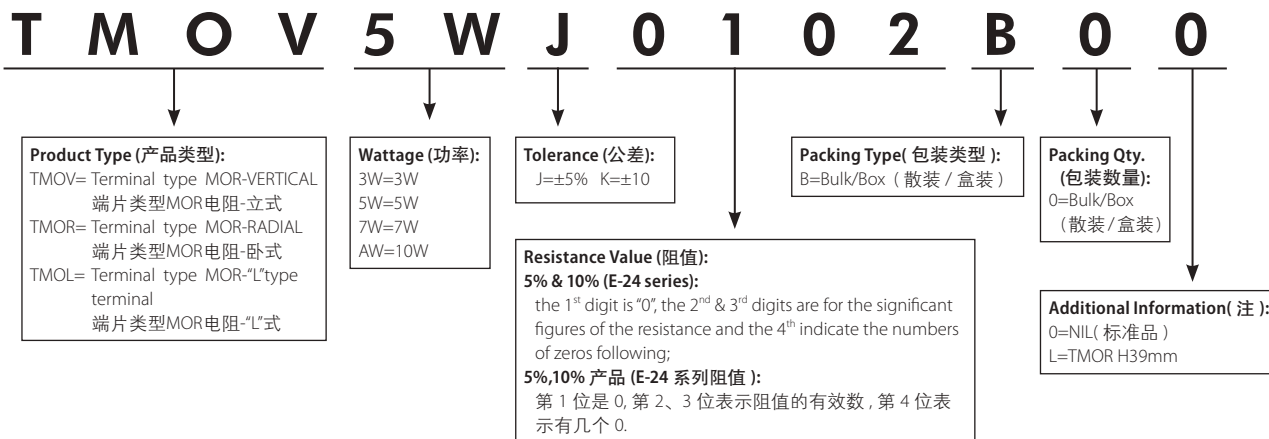 TMOV5WJ0102B00
Product Type (产品类型):
TMOV= Terminal type MOR-VERTICAL
端片类型MOR电阻-立式
TMOR= Terminal type MOR-RADIAL
端片类型MOR电阻-卧式
TMOL= Terminal type MOR-“L”type
terminal
端片类型MOR电阻-“L”式
Wattage (功率):
3W=3W
5W=5W
7W=7W
AW=10W
Tolerance (公差):
J=±5% K=±10
Resistance Value (阻值):
5% & 10% (E-24 series):
the 1st digit is “0”, the 2nd & 3rd digits are for the significant
figures of the resistance and the 4th indicate the numbers
of zeros following;
5%,10% 产品 (E-24 系列阻值 ):
第 1 位是 0, 第 2、3 位表示阻值的有效数 , 第 4 位表
示有几个 0.
Packing Type( 包装类型 ):
B=Bulk/Box ( 散装 / 盒装 )
Packing Qty.
(包装数量):
0=Bulk/Box
(散装/盒装)
Additional Information( 注 ):
0=NIL( 标准品 )
L=TMOR H39mm